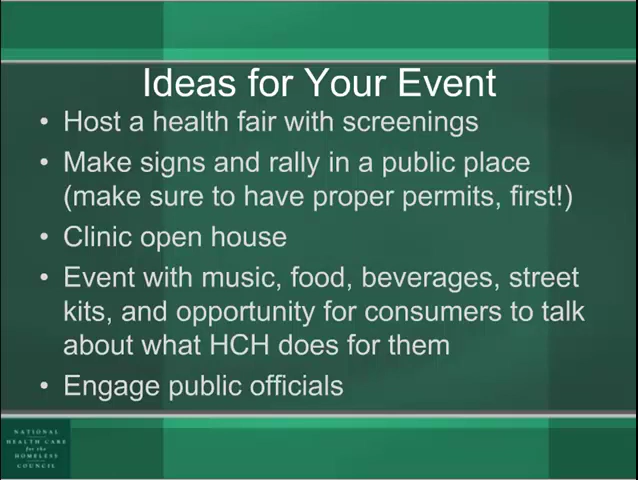 Ideas for Your Event
• Host a health fair with screenings
• Make signs and rally in a public place
(make sure to have proper permits, first!)
• Clinic open house
• Event with music, food, beverages, street
kits, and opportunity for consumers to talk
about what HCH does for them
• Engage public officials
NATIONAL
HEALTH CARE
for the
HOMELESS
COUNCIL